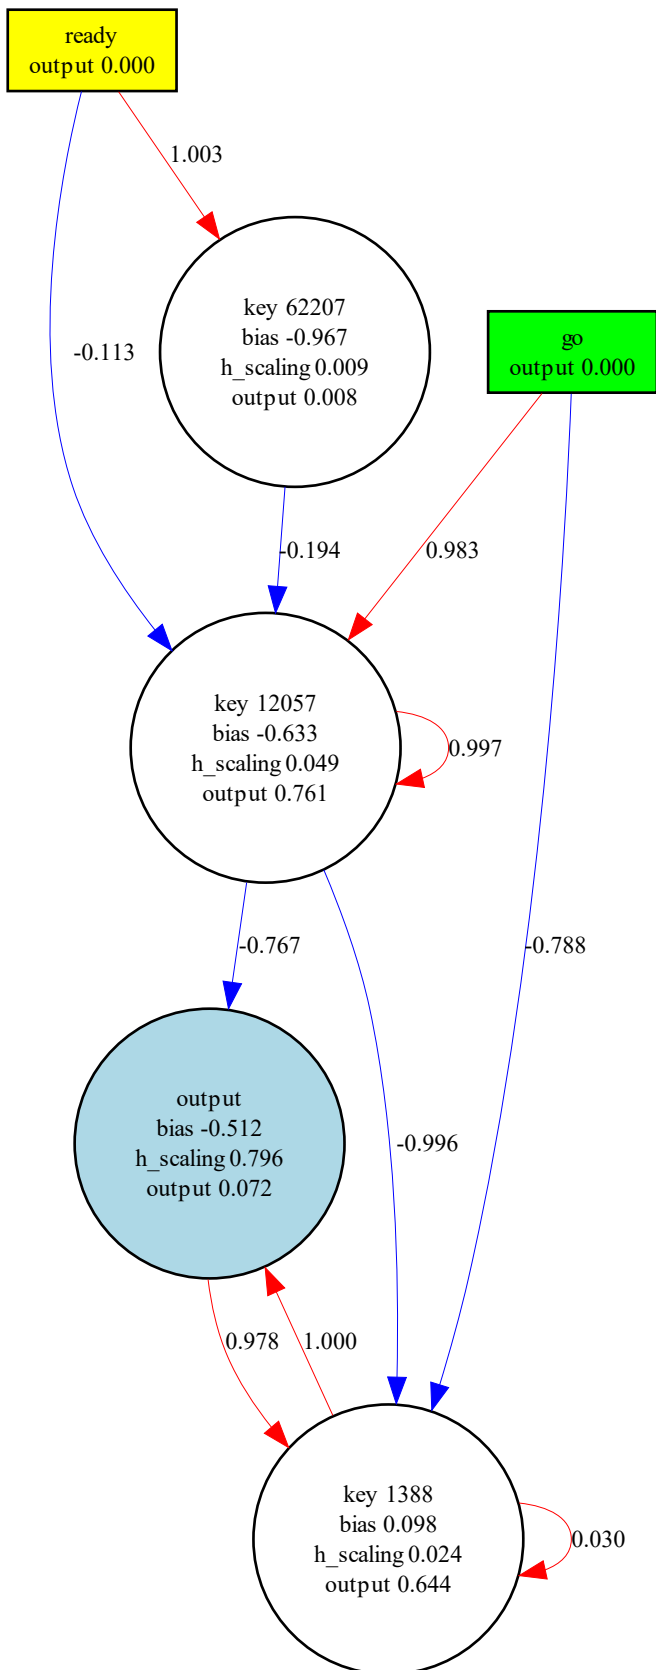 ready
output 0.000
1.003
key 62207
bias -0.967
h_scaling 0.009
output 0.008
go
output 0.000
-0.113
-0.194
0.983
key 12057
bias -0.633
h_scaling 0.049
output 0.761
0.997
-0.767
-0.788
output
bias -0.512
h_scaling 0.796
output 0.072
-0.996
0.978
1.000
key 1388
bias 0.098
h_scaling 0.024
output 0.644
0.030